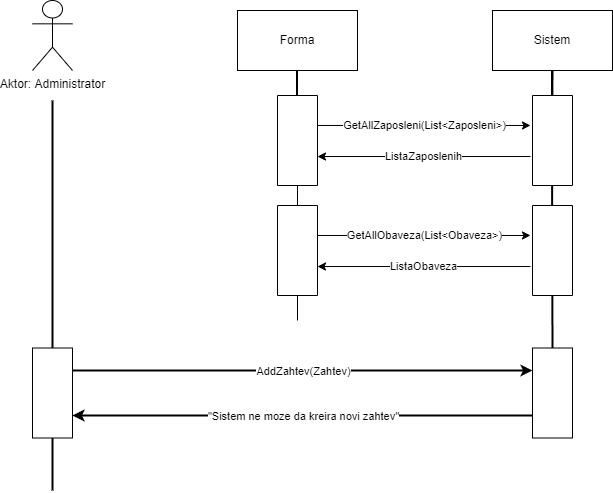 Forma
Sistem
Aktor: Administrator
GetAllZaposleni(List<Zaposleni>)
ListaZaposlenih
GetAllObaveza(List<Obaveza>)
ListaObaveza
AddZahtev(Zahtev)
"Sistem ne moze da kreira novi zahtev"